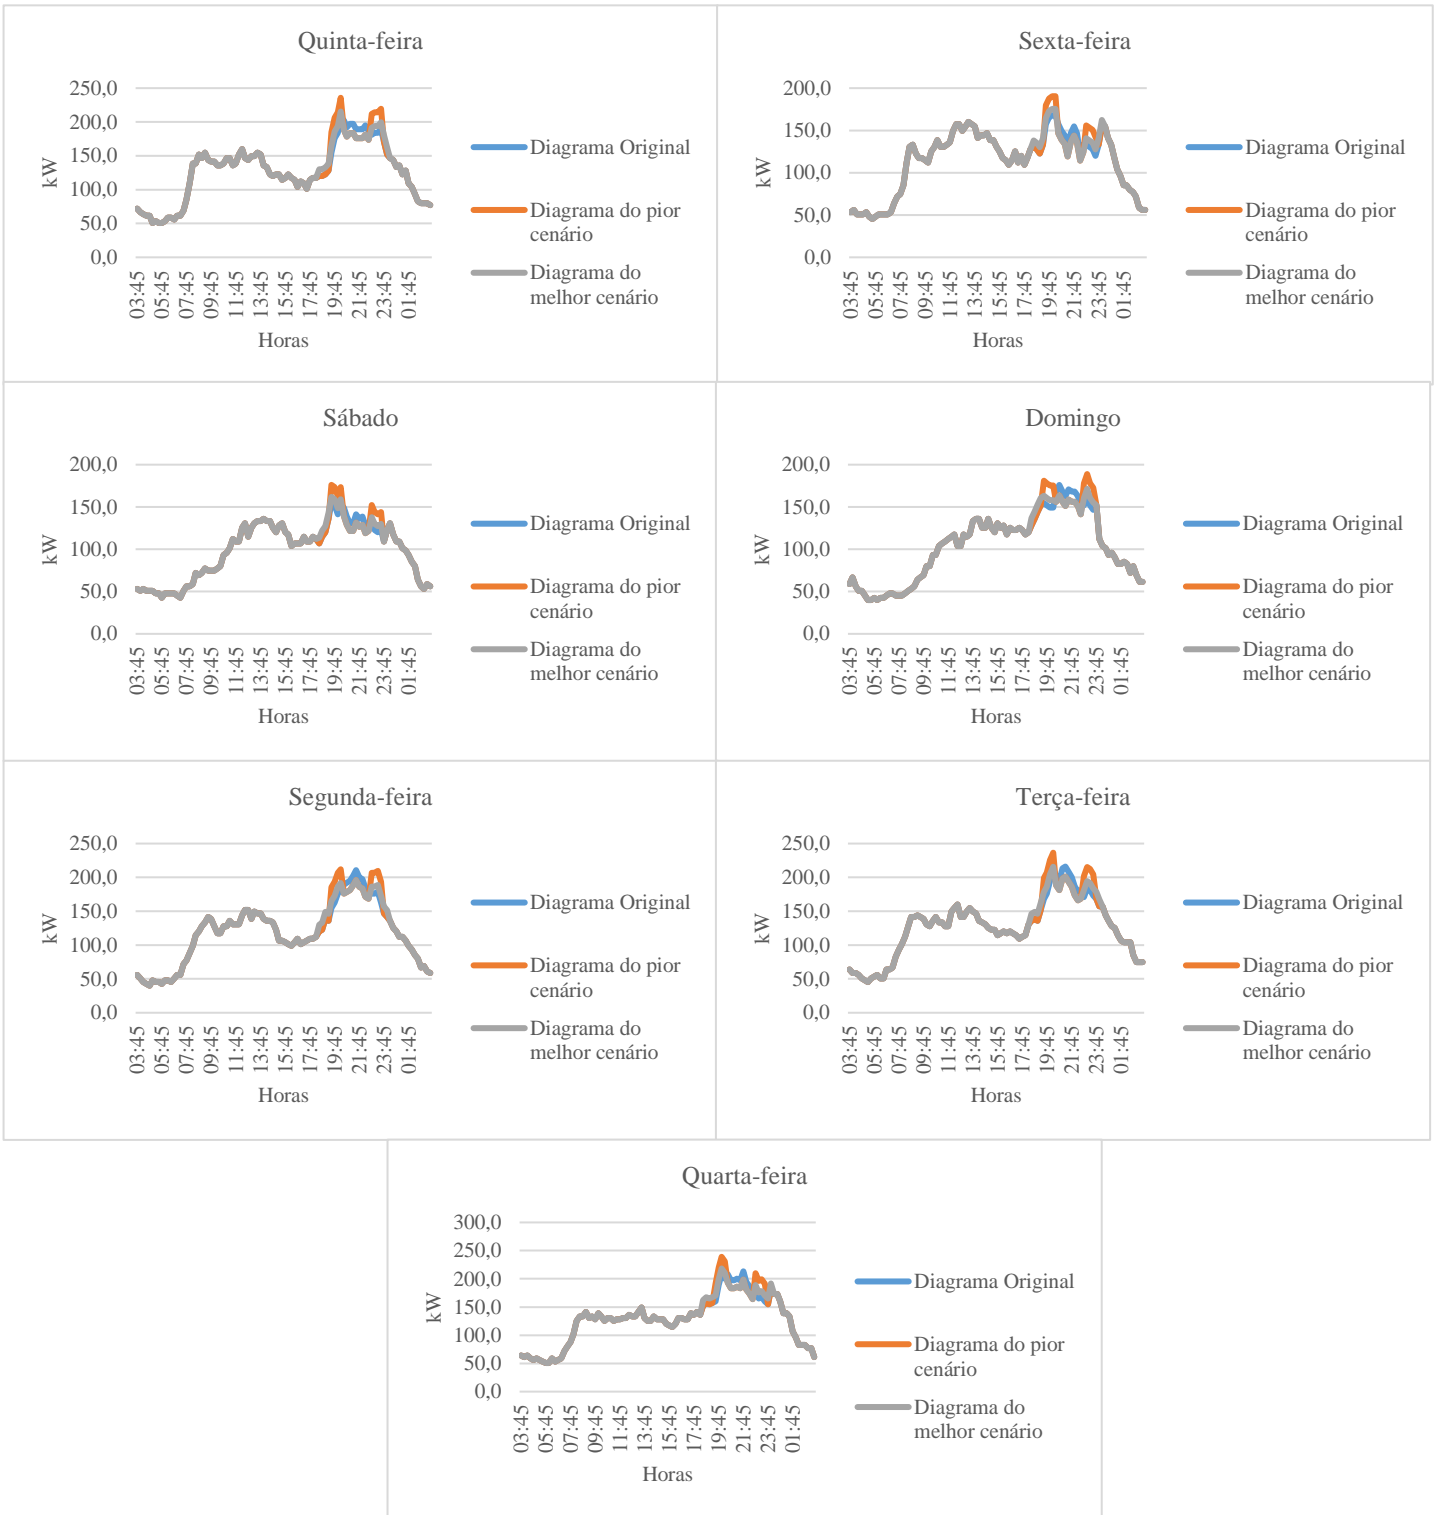 Quinta-feira
250,0
200,0
150,0
100,0
50,0
0,0
kW
03:45
05:45
07:45
09:45
11:45
13:45
15:45
17:45
19:45
21:45
23:45
01:45
Horas
Diagrama Original
Diagrama do pior
cenário
Diagrama do
melhor cenário
Sexta-feira
200,0
150,0
100,0
50,0
0,0
kW
03:45
05:45
07:45
09:45
11:45
13:45
15:45
17:45
19:45
21:45
23:45
01:45
Horas
Diagrama Original
Diagrama do pior
cenário
Diagrama do
melhor cenário
Sábado
200,0
150,0
100,0
50,0
0,0
kW
03:45
05:45
07:45
09:45
11:45
13:45
15:45
17:45
19:45
21:45
23:45
01:45
Horas
Diagrama Original
Diagrama do pior
cenário
Diagrama do
melhor cenário
Domingo
200,0
150,0
100,0
50,0
0,0
kW
03:45
05:45
07:45
09:45
11:45
13:45
15:45
17:45
19:45
21:45
23:45
01:45
Horas
Diagrama Original
Diagrama do pior
cenário
Diagrama do
melhor cenário
Segunda-feira
250,0
200,0
150,0
100,0
50,0
0,0
kW
03:45
05:45
07:45
09:45
11:45
13:45
15:45
17:45
19:45
21:45
23:45
01:45
Horas
Diagrama Original
Diagrama do pior
cenário
Diagrama do
melhor cenário
Terça-feira
250,0
200,0
150,0
100,0
50,0
0,0
kW
03:45
05:45
07:45
09:45
11:45
13:45
15:45
17:45
19:45
21:45
23:45
01:45
Horas
Diagrama Original
Diagrama do pior
cenário
Diagrama do
melhor cenário
Quarta-feira
300,0
250,0
200,0
150,0
100,0
50,0
0,0
kW
03:45
05:45
07:45
09:45
11:45
13:45
15:45
17:45
19:45
21:45
23:45
01:45
Horas
Diagrama Original
Diagrama do pior
cenário
Diagrama do
melhor cenário